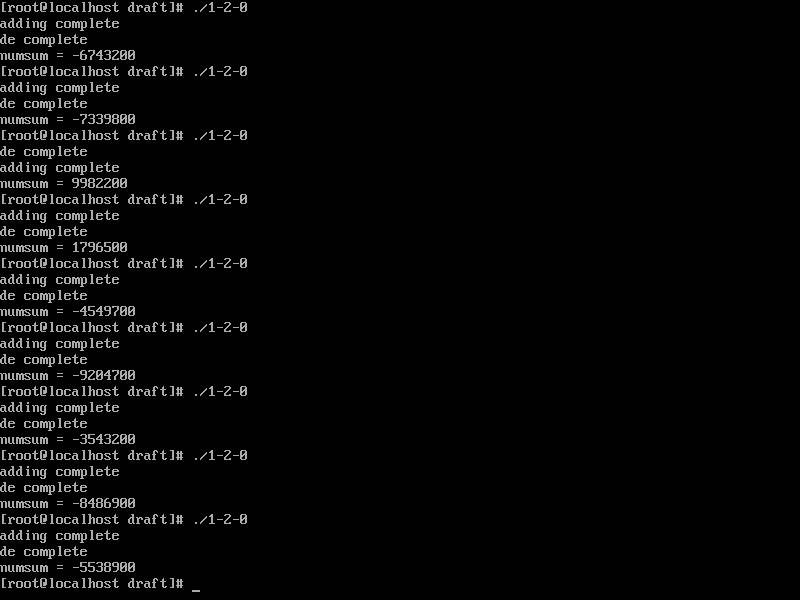 [root@localhost draft]# ./1-2-0
adding complete
de complete
numsum = -6743200
[root@localhost draft]# ./1-2-0
adding complete
de complete
numsum = -7339800
[root@localhost draft]# ./1-2-0
de complete
adding complete
numsum = 9982200
[root@localhost draft]# ./1-2-0
adding complete
de complete
numsum = 1796500
[root@localhost draft]# ./1-2-0
adding complete
de complete
numsum = -4549700
[root@localhost draft]# ./1-2-0
adding complete
de complete
numsum = -9204700
[root@localhost draft]# ./1-2-0
adding complete
de complete
numsum = -3543200
[root@localhost draft]# ./1-2-0
adding complete
de complete
numsum = -8486900
[root@localhost draft]# ./1-2-0
adding complete
de complete
numsum = -5538900
[root@localhost draft]# _